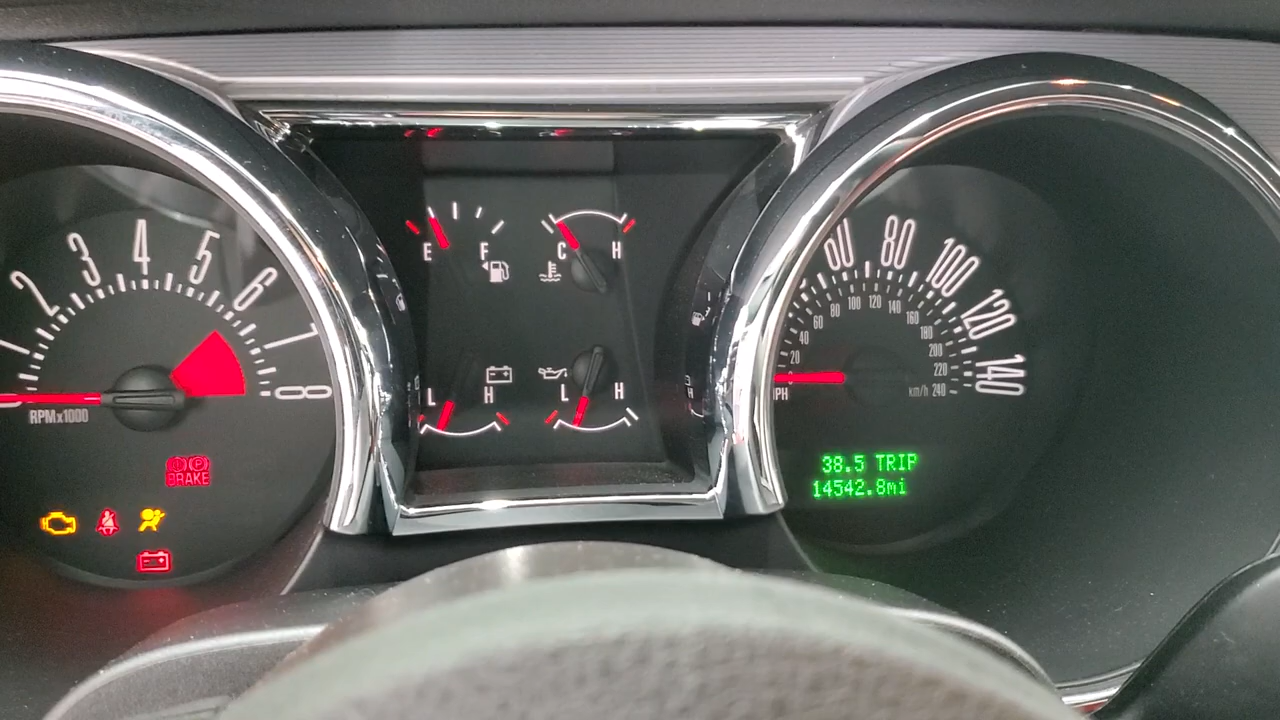 2 3 4 5 6 7 8
RPMx1000
BRAKE
E F
C H
L H
L H
60 80 100 120 140
20 40 60 80 100 120 140 160 180 200 220 240
km/h
38.5 TRIP
14542.8mi